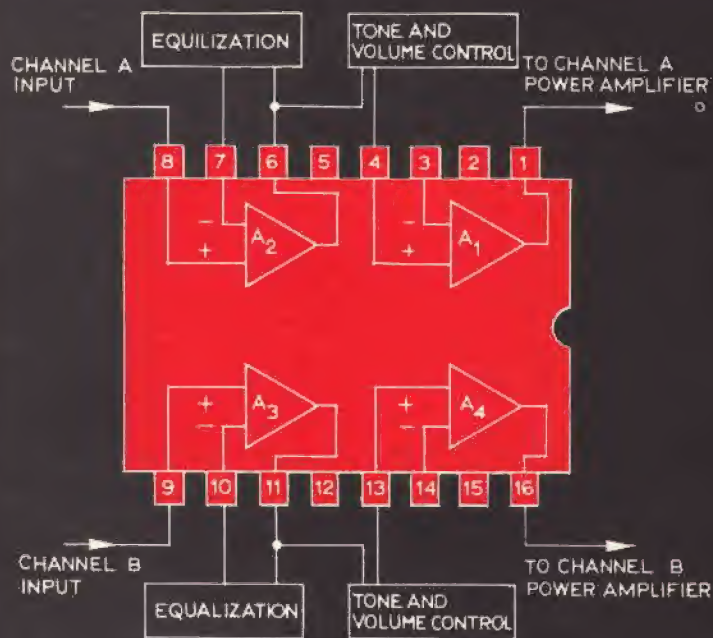 EQUILIZATION
TONE AND
VOLUME CONTROL
CHANNEL A
INPUT
TO CHANNEL A
POWER AMPLIFIER
8 7 6 5 4 3 2 1
− −
+ A2 + A1
+ A3 + A4
− −
9 10 11 12 13 14 15 16
CHANNEL B
INPUT
TO CHANNEL B
POWER AMPLIFIER
EQUALIZATION
TONE AND
VOLUME CONTROL